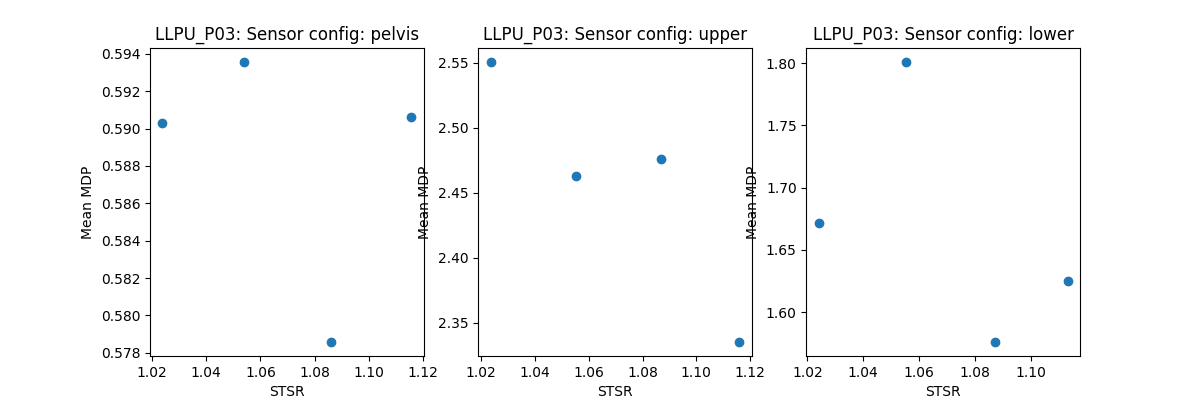 LLPU_P03: Sensor config: pelvis
Mean MDP
0.594
0.592
0.590
0.588
0.586
0.584
0.582
0.580
0.578
1.02 1.04 1.06 1.08 1.10 1.12
STSR
LLPU_P03: Sensor config: upper
Mean MDP
2.55
2.50
2.45
2.40
2.35
1.02 1.04 1.06 1.08 1.10 1.12
STSR
LLPU_P03: Sensor config: lower
Mean MDP
1.80
1.75
1.70
1.65
1.60
1.02 1.04 1.06 1.08 1.10
STSR